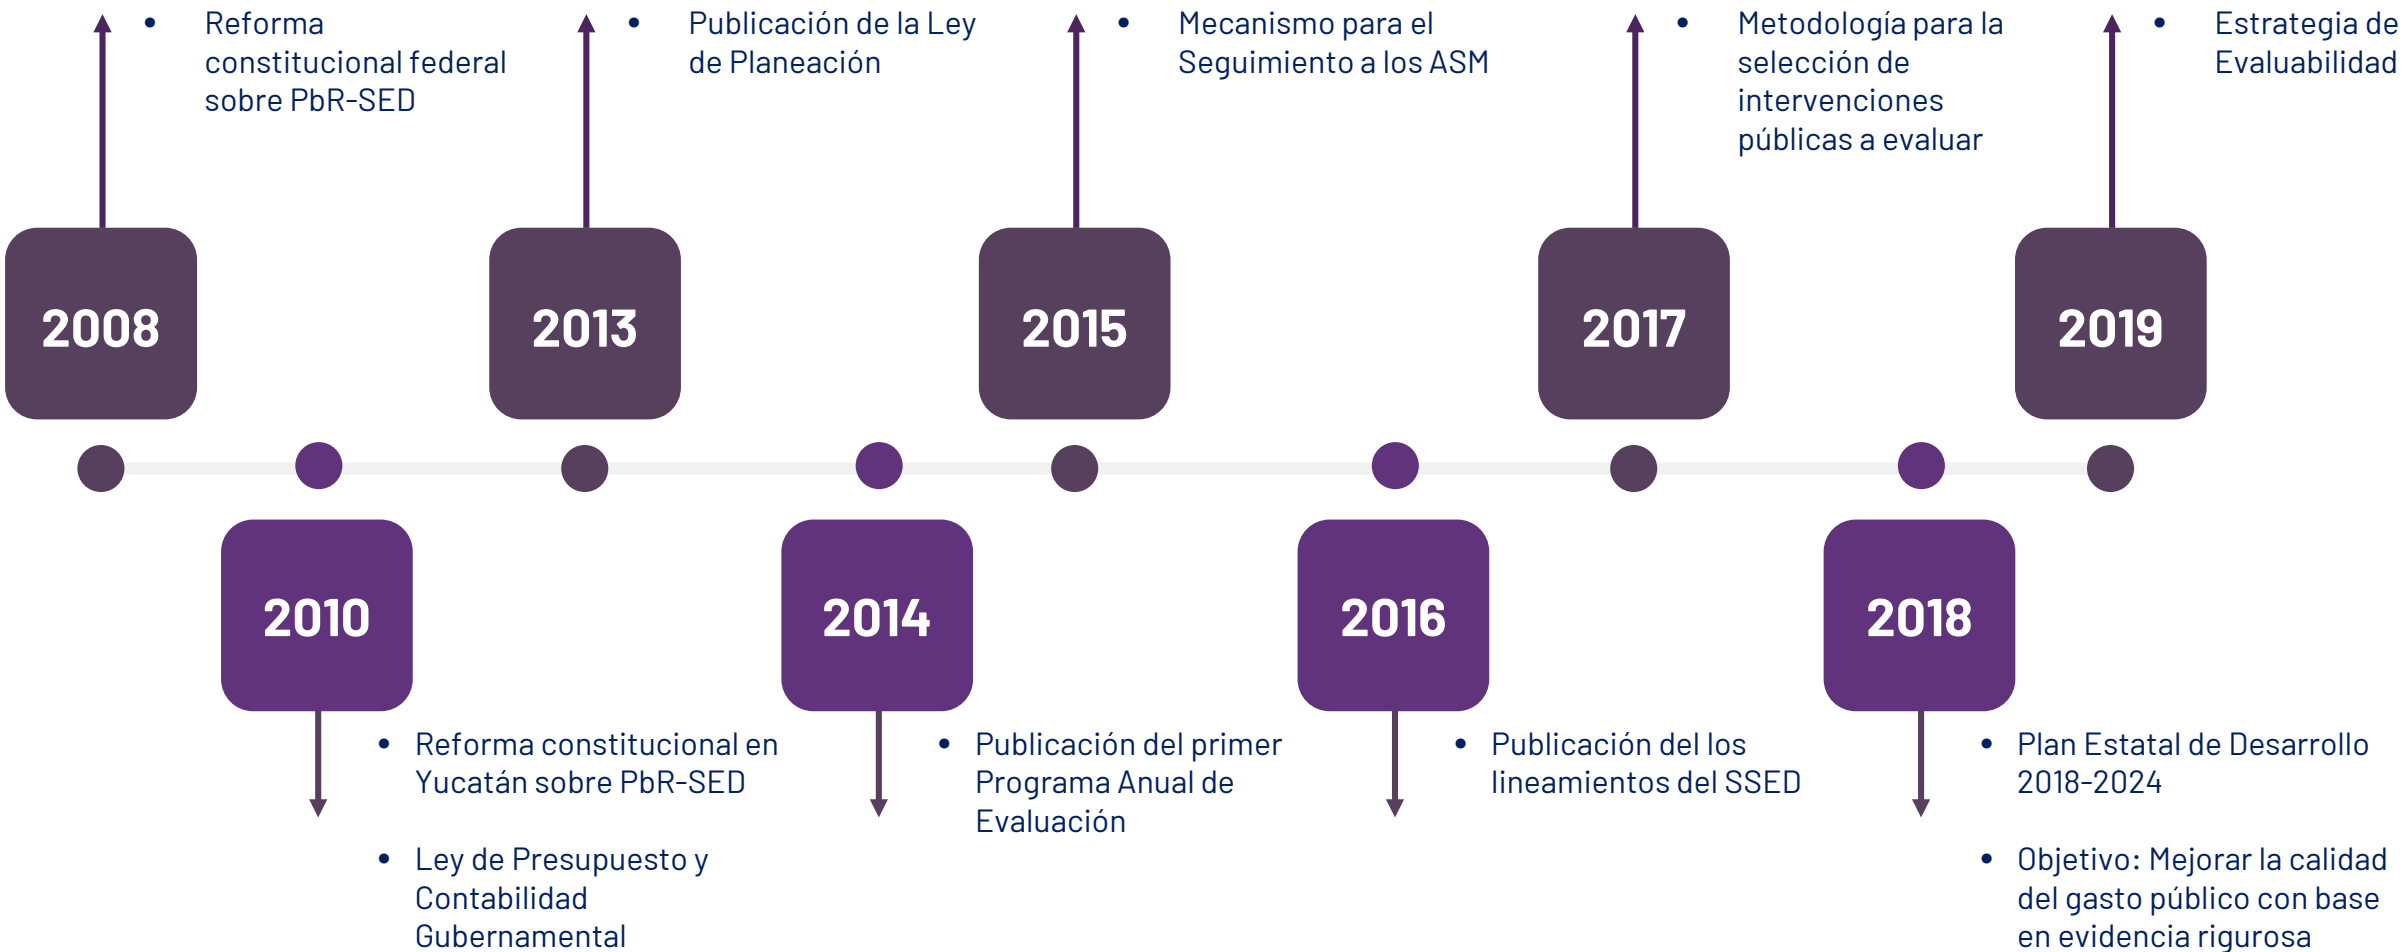 • Reforma
constitucional federal
sobre PbR-SED
• Publicación de la Ley
de Planeación
• Mecanismo para el
Seguimiento a los ASM
• Metodología para la
selección de
intervenciones
públicas a evaluar
• Estrategia de
Evaluabilidad
2008
2013
2015
2017
2019
2010
2014
2016
2018
• Reforma constitucional en
Yucatán sobre PbR-SED
• Ley de Presupuesto y
Contabilidad
Gubernamental
• Publicación del primer
Programa Anual de
Evaluación
• Publicación del los
lineamientos del SSED
• Plan Estatal de Desarrollo
2018-2024
• Objetivo: Mejorar la calidad
del gasto público con base
en evidencia rigurosa